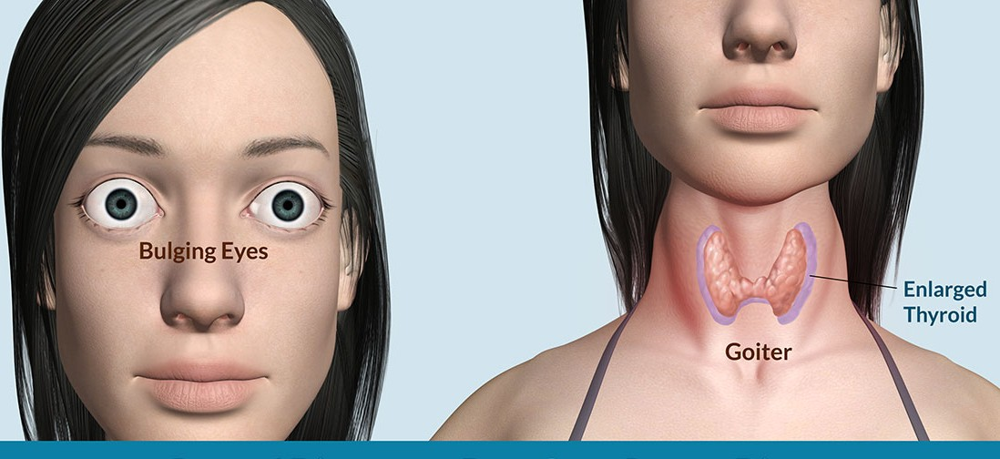 Bulging Eyes
Enlarged
Thyroid
Goiter